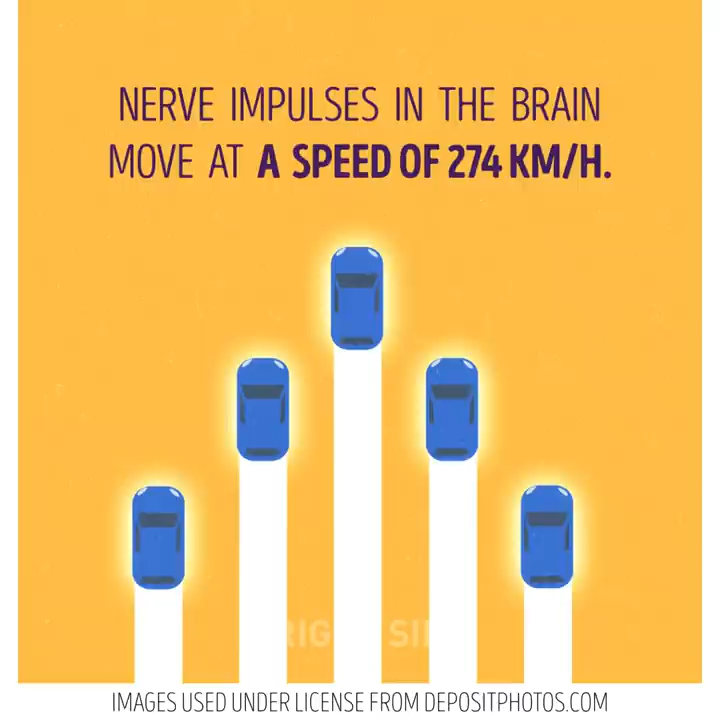 NERVE IMPULSES IN THE BRAIN
MOVE AT A SPEED OF 274 KM/H.
IMAGES USED UNDER LICENSE FROM DEPOSITPHOTOS.COM